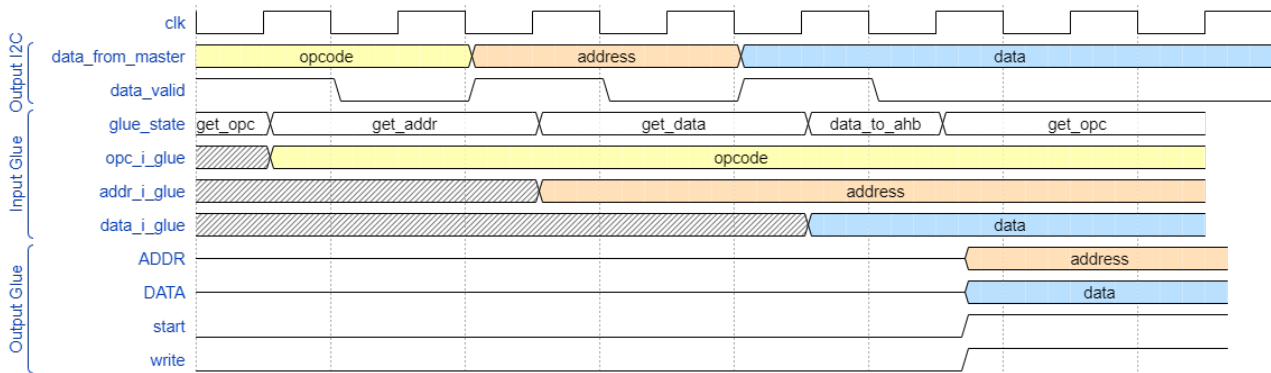 clk
Output I2C
data_from_master opcode address data
data_valid
Input Glue
glue_state get_opc get_addr get_data data_to_ahb get_opc
opc_i_glue opcode
addr_i_glue address
data_i_glue data
Output Glue
ADDR address
DATA data
start
write